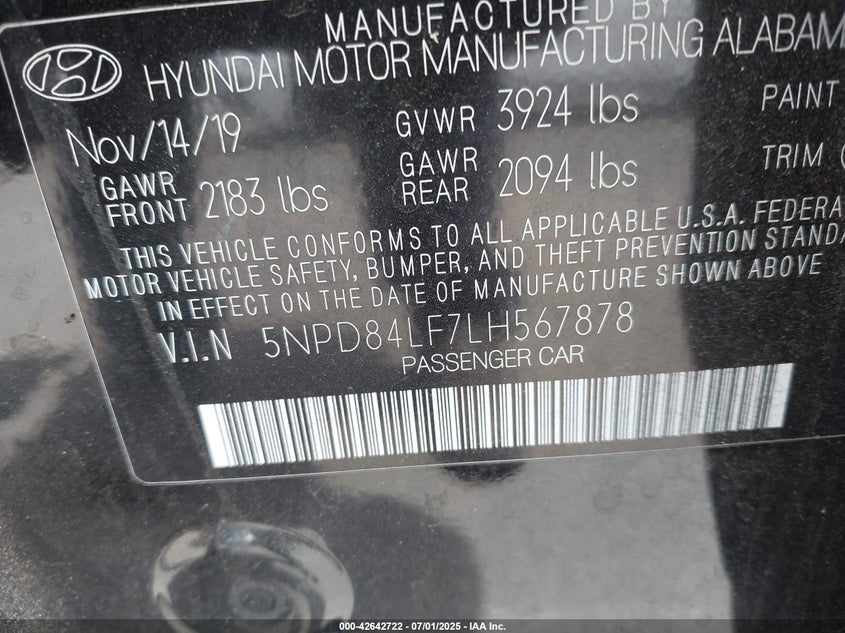 MANUFACTURED BY
HYUNDAI MOTOR MANUFACTURING ALABAM
Nov/14/19 GVWR 3924 lbs PAINT
GAWR FRONT 2183 lbs GAWR REAR 2094 lbs TRIM
THIS VEHICLE CONFORMS TO ALL APPLICABLE U.S.A. FEDERA
MOTOR VEHICLE SAFETY, BUMPER, AND THEFT PREVENTION STANDA
IN EFFECT ON THE DATE OF MANUFACTURE SHOWN ABOVE
V.I.N 5NPD84LF7LH567878
PASSENGER CAR
000-42642722 - 07/01/2025 - IAA Inc.